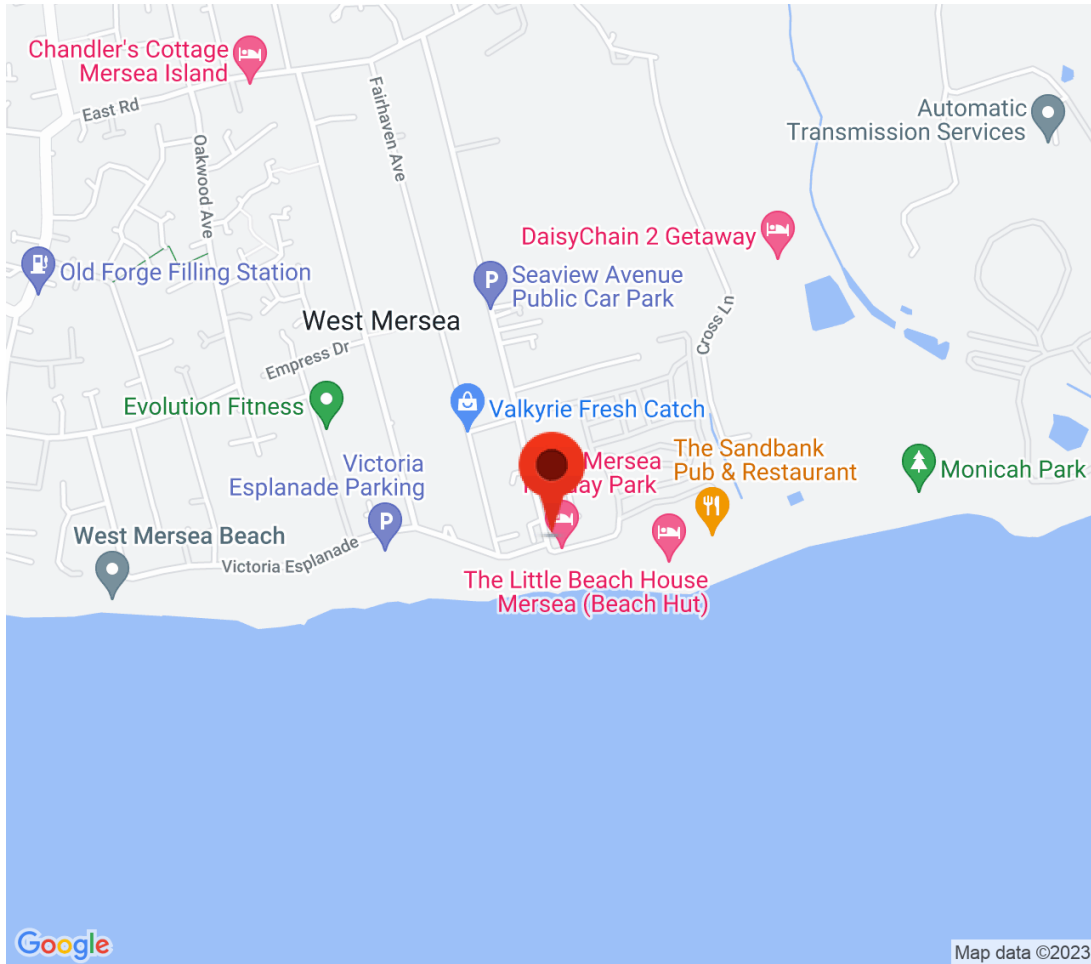 Chandler's Cottage
Mersea Island
East Rd
Fairhaven Ave
Oakwood Ave
Automatic
Transmission Services
DaisyChain 2 Getaway
Old Forge Filling Station
Seaview Avenue
Public Car Park
West Mersea
Cross Ln
Empress Dr
Evolution Fitness
Valkyrie Fresh Catch
Victoria
Esplanade Parking
Mersea
Park
The Sandbank
Pub & Restaurant
Monicah Park
West Mersea Beach
Victoria Esplanade
The Little Beach House
Mersea (Beach Hut)
Google
Map data ©2023